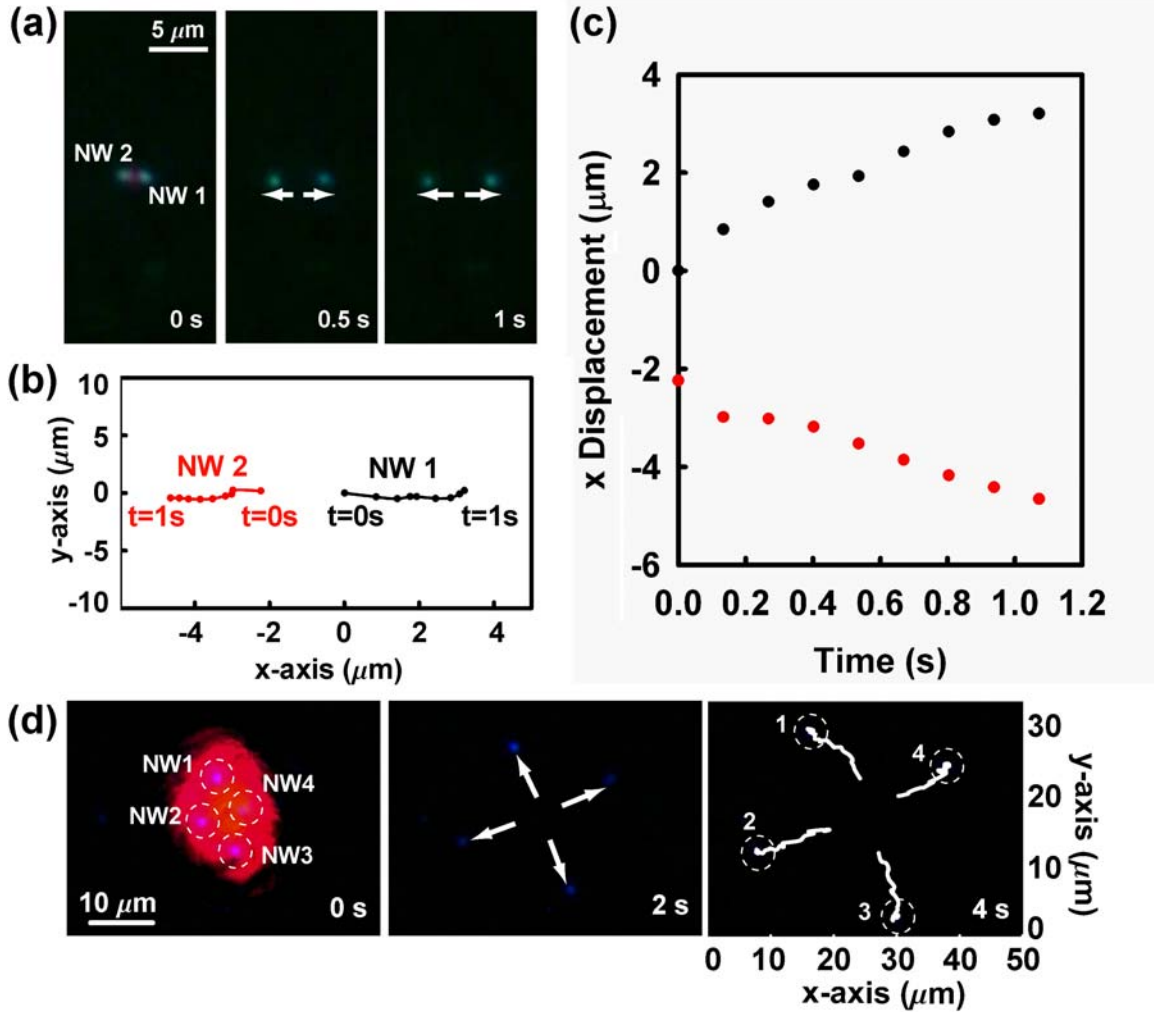 (a)
5 μm
NW 2
NW 1
0 s
0.5 s
1 s
(b)
y-axis (μm)
10
5
0
-5
-10
NW 2
NW 1
t=1s
t=0s
t=0s
t=1s
-4
-2
0
2
4
x-axis (μm)
(c)
x Displacement (μm)
4
2
0
-2
-4
-6
0.0
0.2
0.4
0.6
0.8
1.0
1.2
Time (s)
(d)
NW1
NW4
NW2
NW3
10 μm
0 s
2 s
1
4
2
3
4 s
30
20
10
0
y-axis (μm)
0
10
20
30
40
50
x-axis (μm)